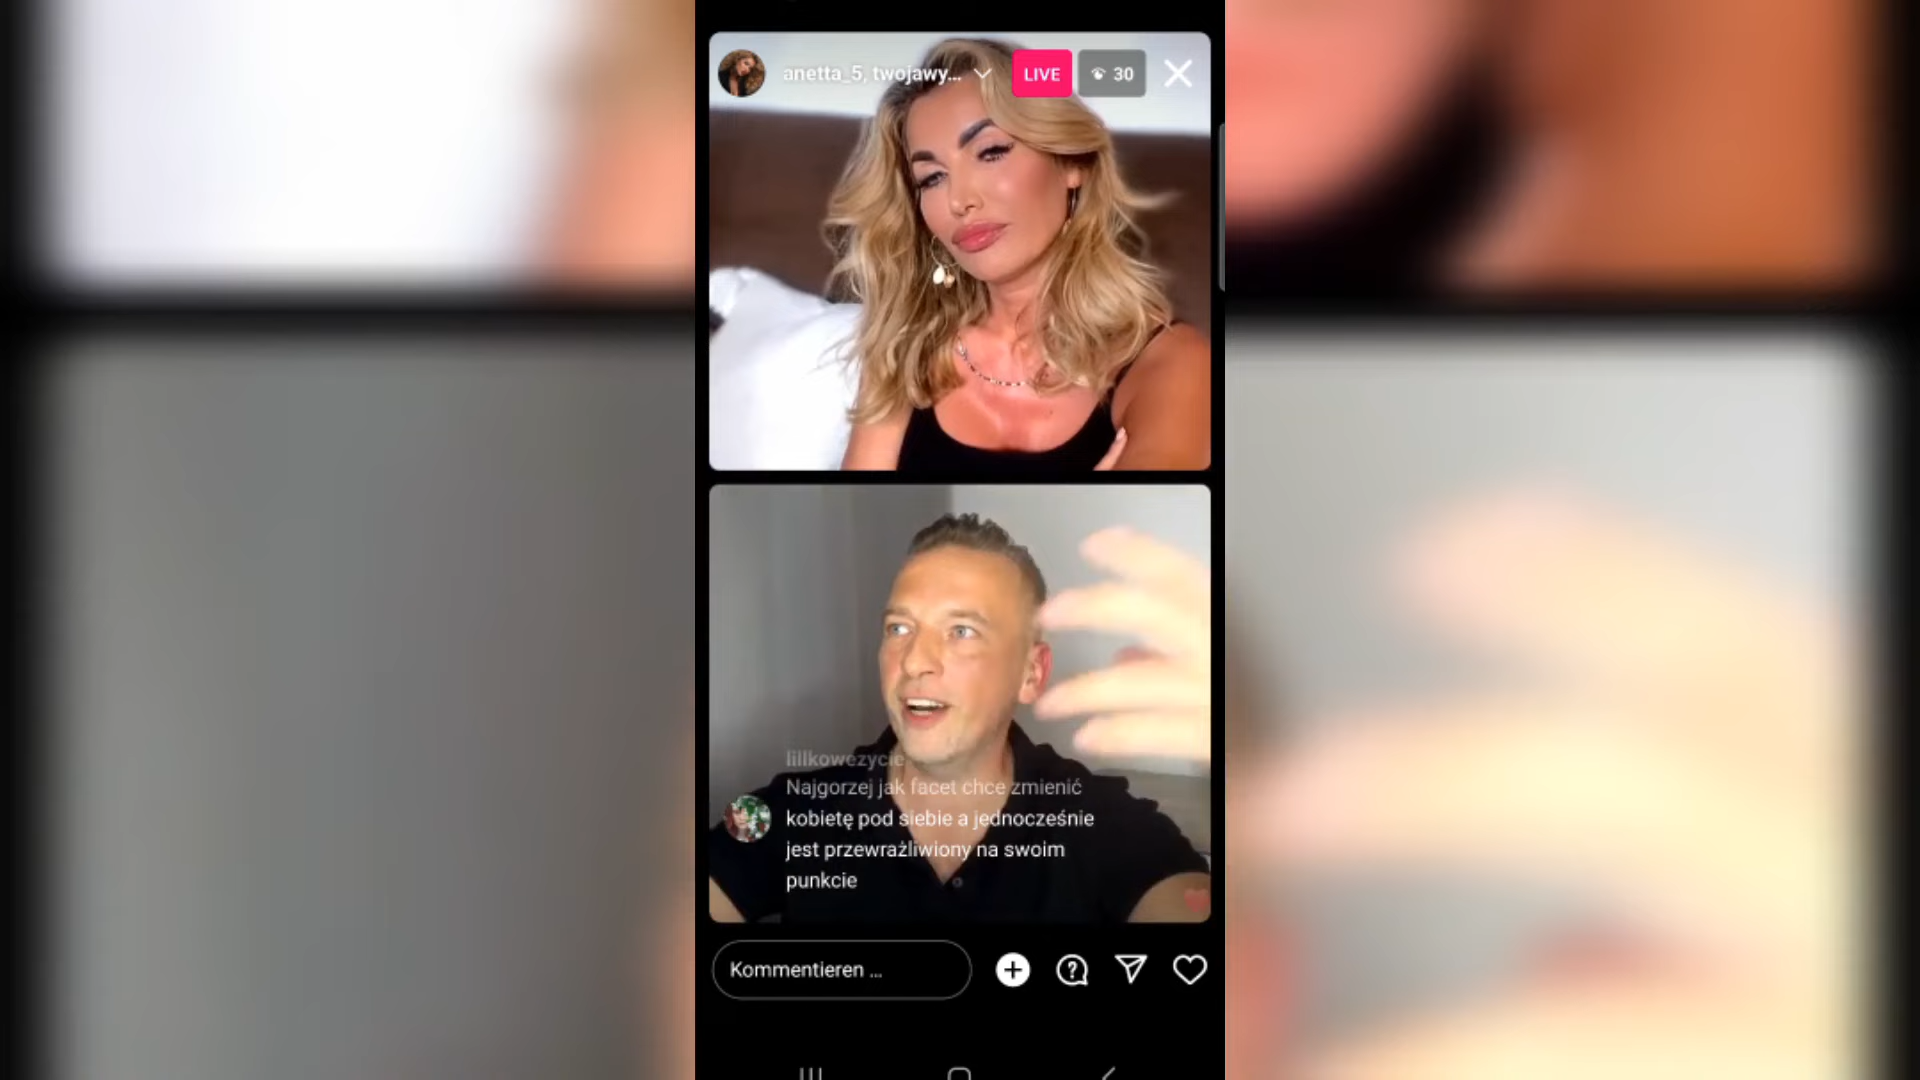 anetta_5, twojawy...
LIVE
30
lillkowezycie
Najgorzej jak facet chce zmienić
kobietę pod siebie a jednocześnie
jest przewrażliwiony na swoim
punkcie
Kommentieren ...